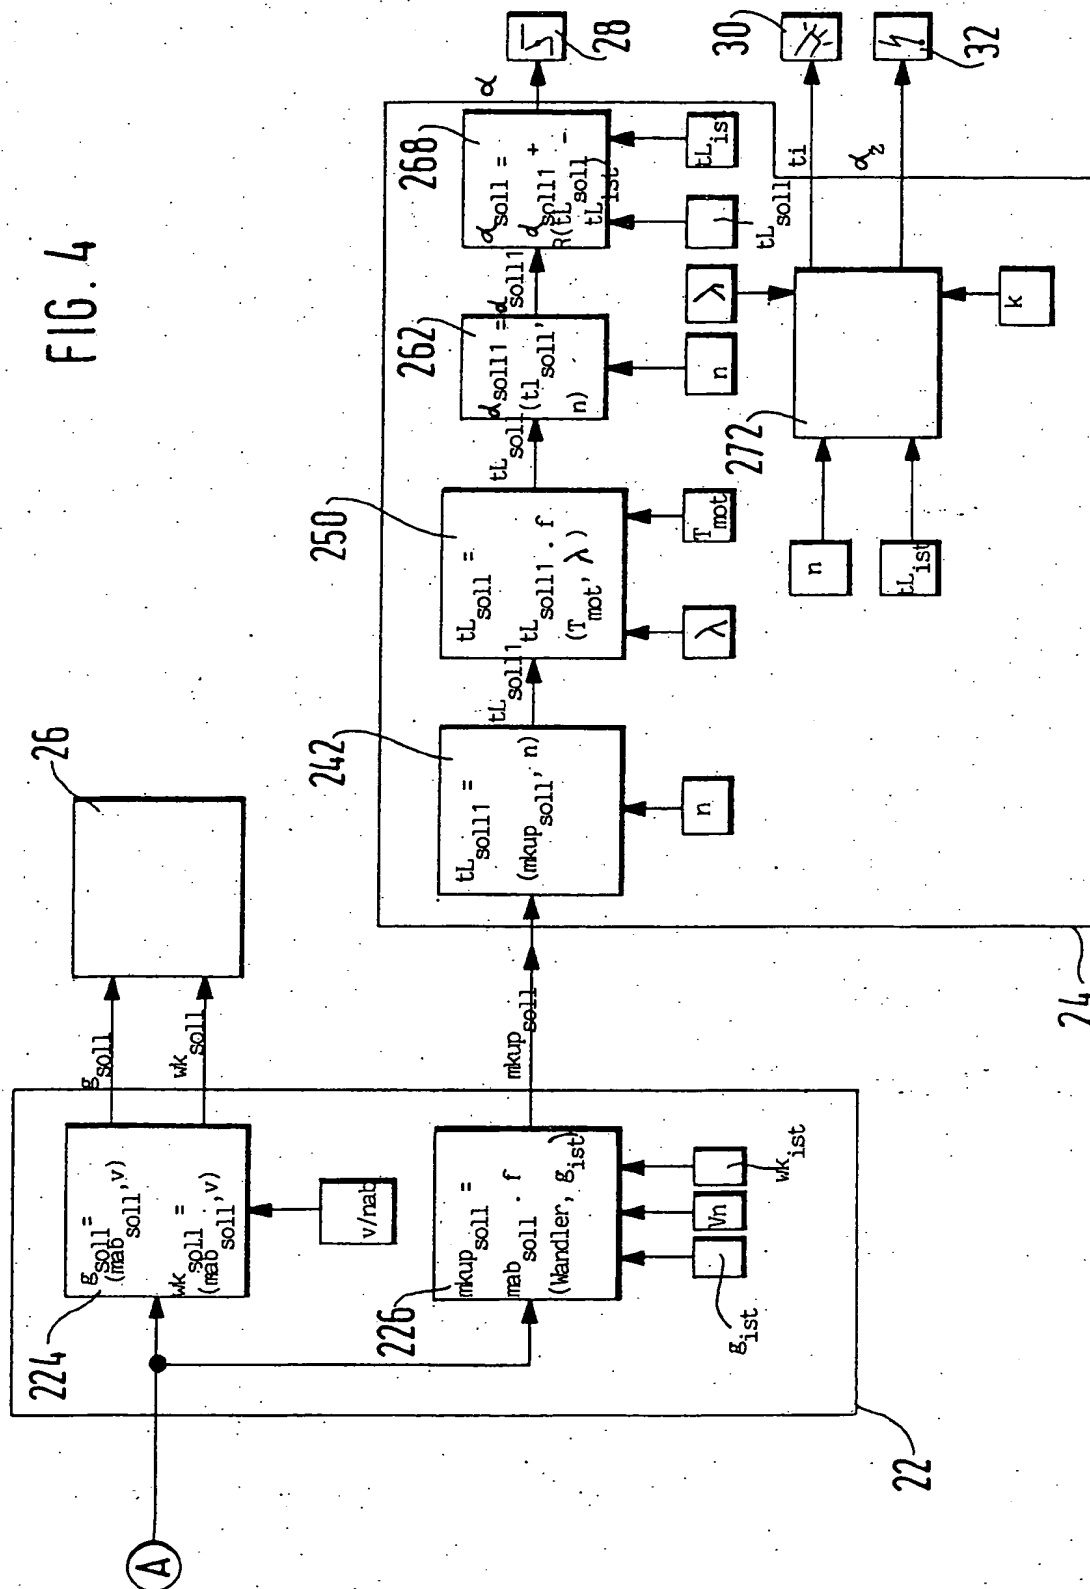 FIG. 4
A
22
224
g_soll =
(mab_soll, v)
wk_soll =
(mab_soll, v)
v/nab
g_soll
wk_soll
26
226
mkup_soll =
mab_soll · f
(Wandler, g_ist)
g_ist
Vn
wk_ist
mkup_soll
24
242
tL_soll1 =
(mkup_soll, n)
n
tL_soll1
250
tL_soll =
tL_soll1 · f
(T_mot, λ)
λ
T_mot
tL_soll
262
α_soll1 =
(tl_soll,
n)
n
α_soll1
268
α_soll =
α_soll1 +
R(tL_soll -
tL_ist)
tL_soll
tL_ist
α
28
272
n
tL_ist
λ
k
ti
30
α_z
32